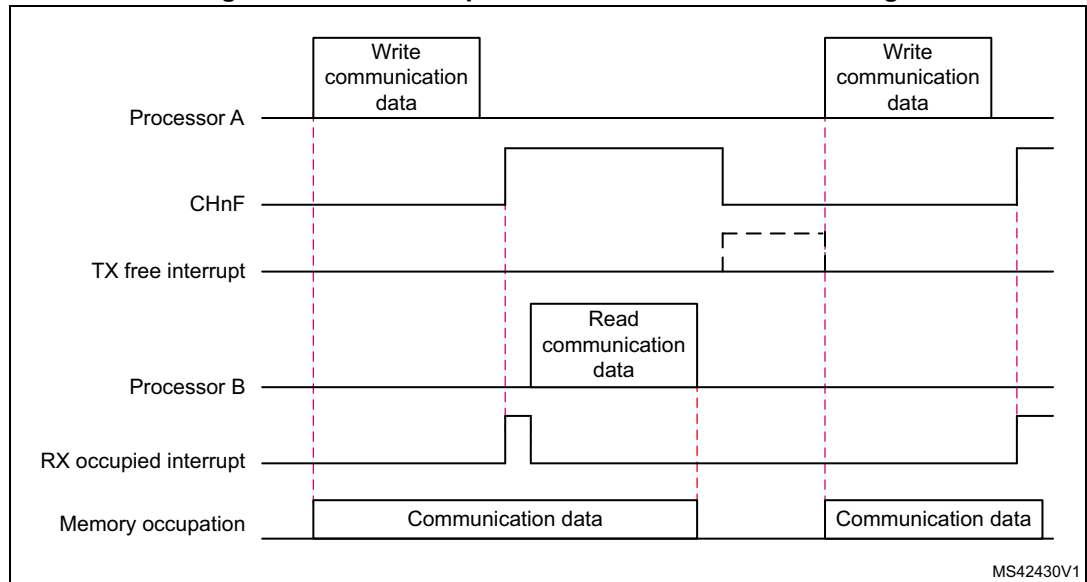 Write
communication
data
Write
communication
data
Processor A
CHnF
TX free interrupt
Read
communication
data
Processor B
RX occupied interrupt
Memory occupation
Communication data
Communication data
MS42430V1